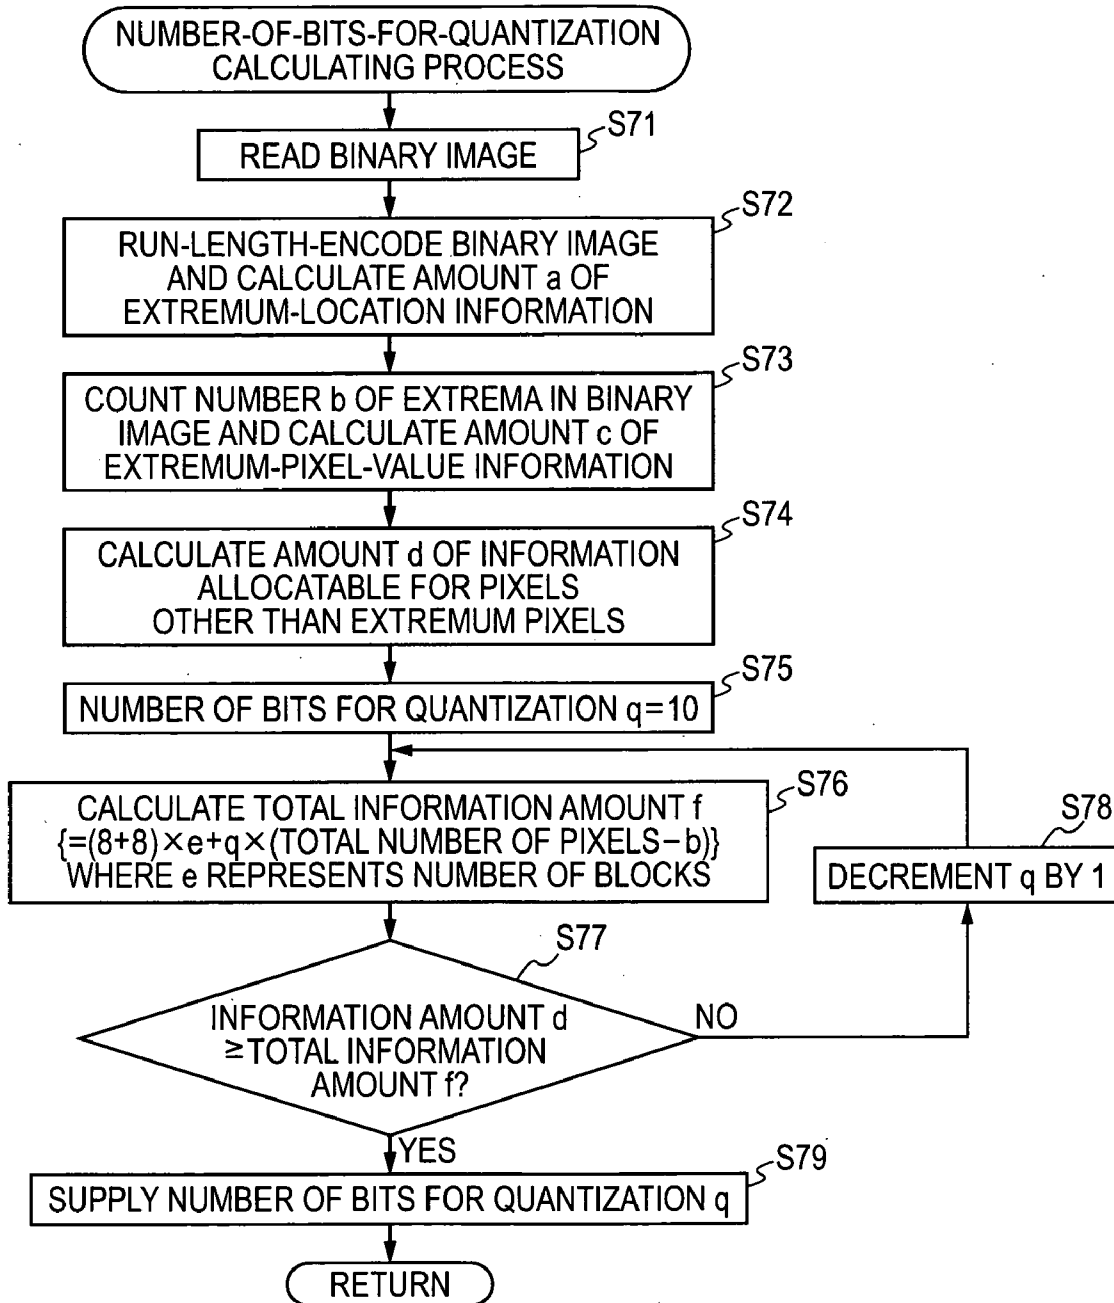 NUMBER-OF-BITS-FOR-QUANTIZATION
CALCULATING PROCESS
S71
READ BINARY IMAGE
S72
RUN-LENGTH-ENCODE BINARY IMAGE
AND CALCULATE AMOUNT a OF
EXTREMUM-LOCATION INFORMATION
S73
COUNT NUMBER b OF EXTREMA IN BINARY
IMAGE AND CALCULATE AMOUNT c OF
EXTREMUM-PIXEL-VALUE INFORMATION
S74
CALCULATE AMOUNT d OF INFORMATION
ALLOCATABLE FOR PIXELS
OTHER THAN EXTREMUM PIXELS
S75
NUMBER OF BITS FOR QUANTIZATION q=10
S76
CALCULATE TOTAL INFORMATION AMOUNT f
{=(8+8)×e+q×(TOTAL NUMBER OF PIXELS−b)}
WHERE e REPRESENTS NUMBER OF BLOCKS
S78
DECREMENT q BY 1
S77
INFORMATION AMOUNT d
≥TOTAL INFORMATION
AMOUNT f?
NO
YES
S79
SUPPLY NUMBER OF BITS FOR QUANTIZATION q
RETURN